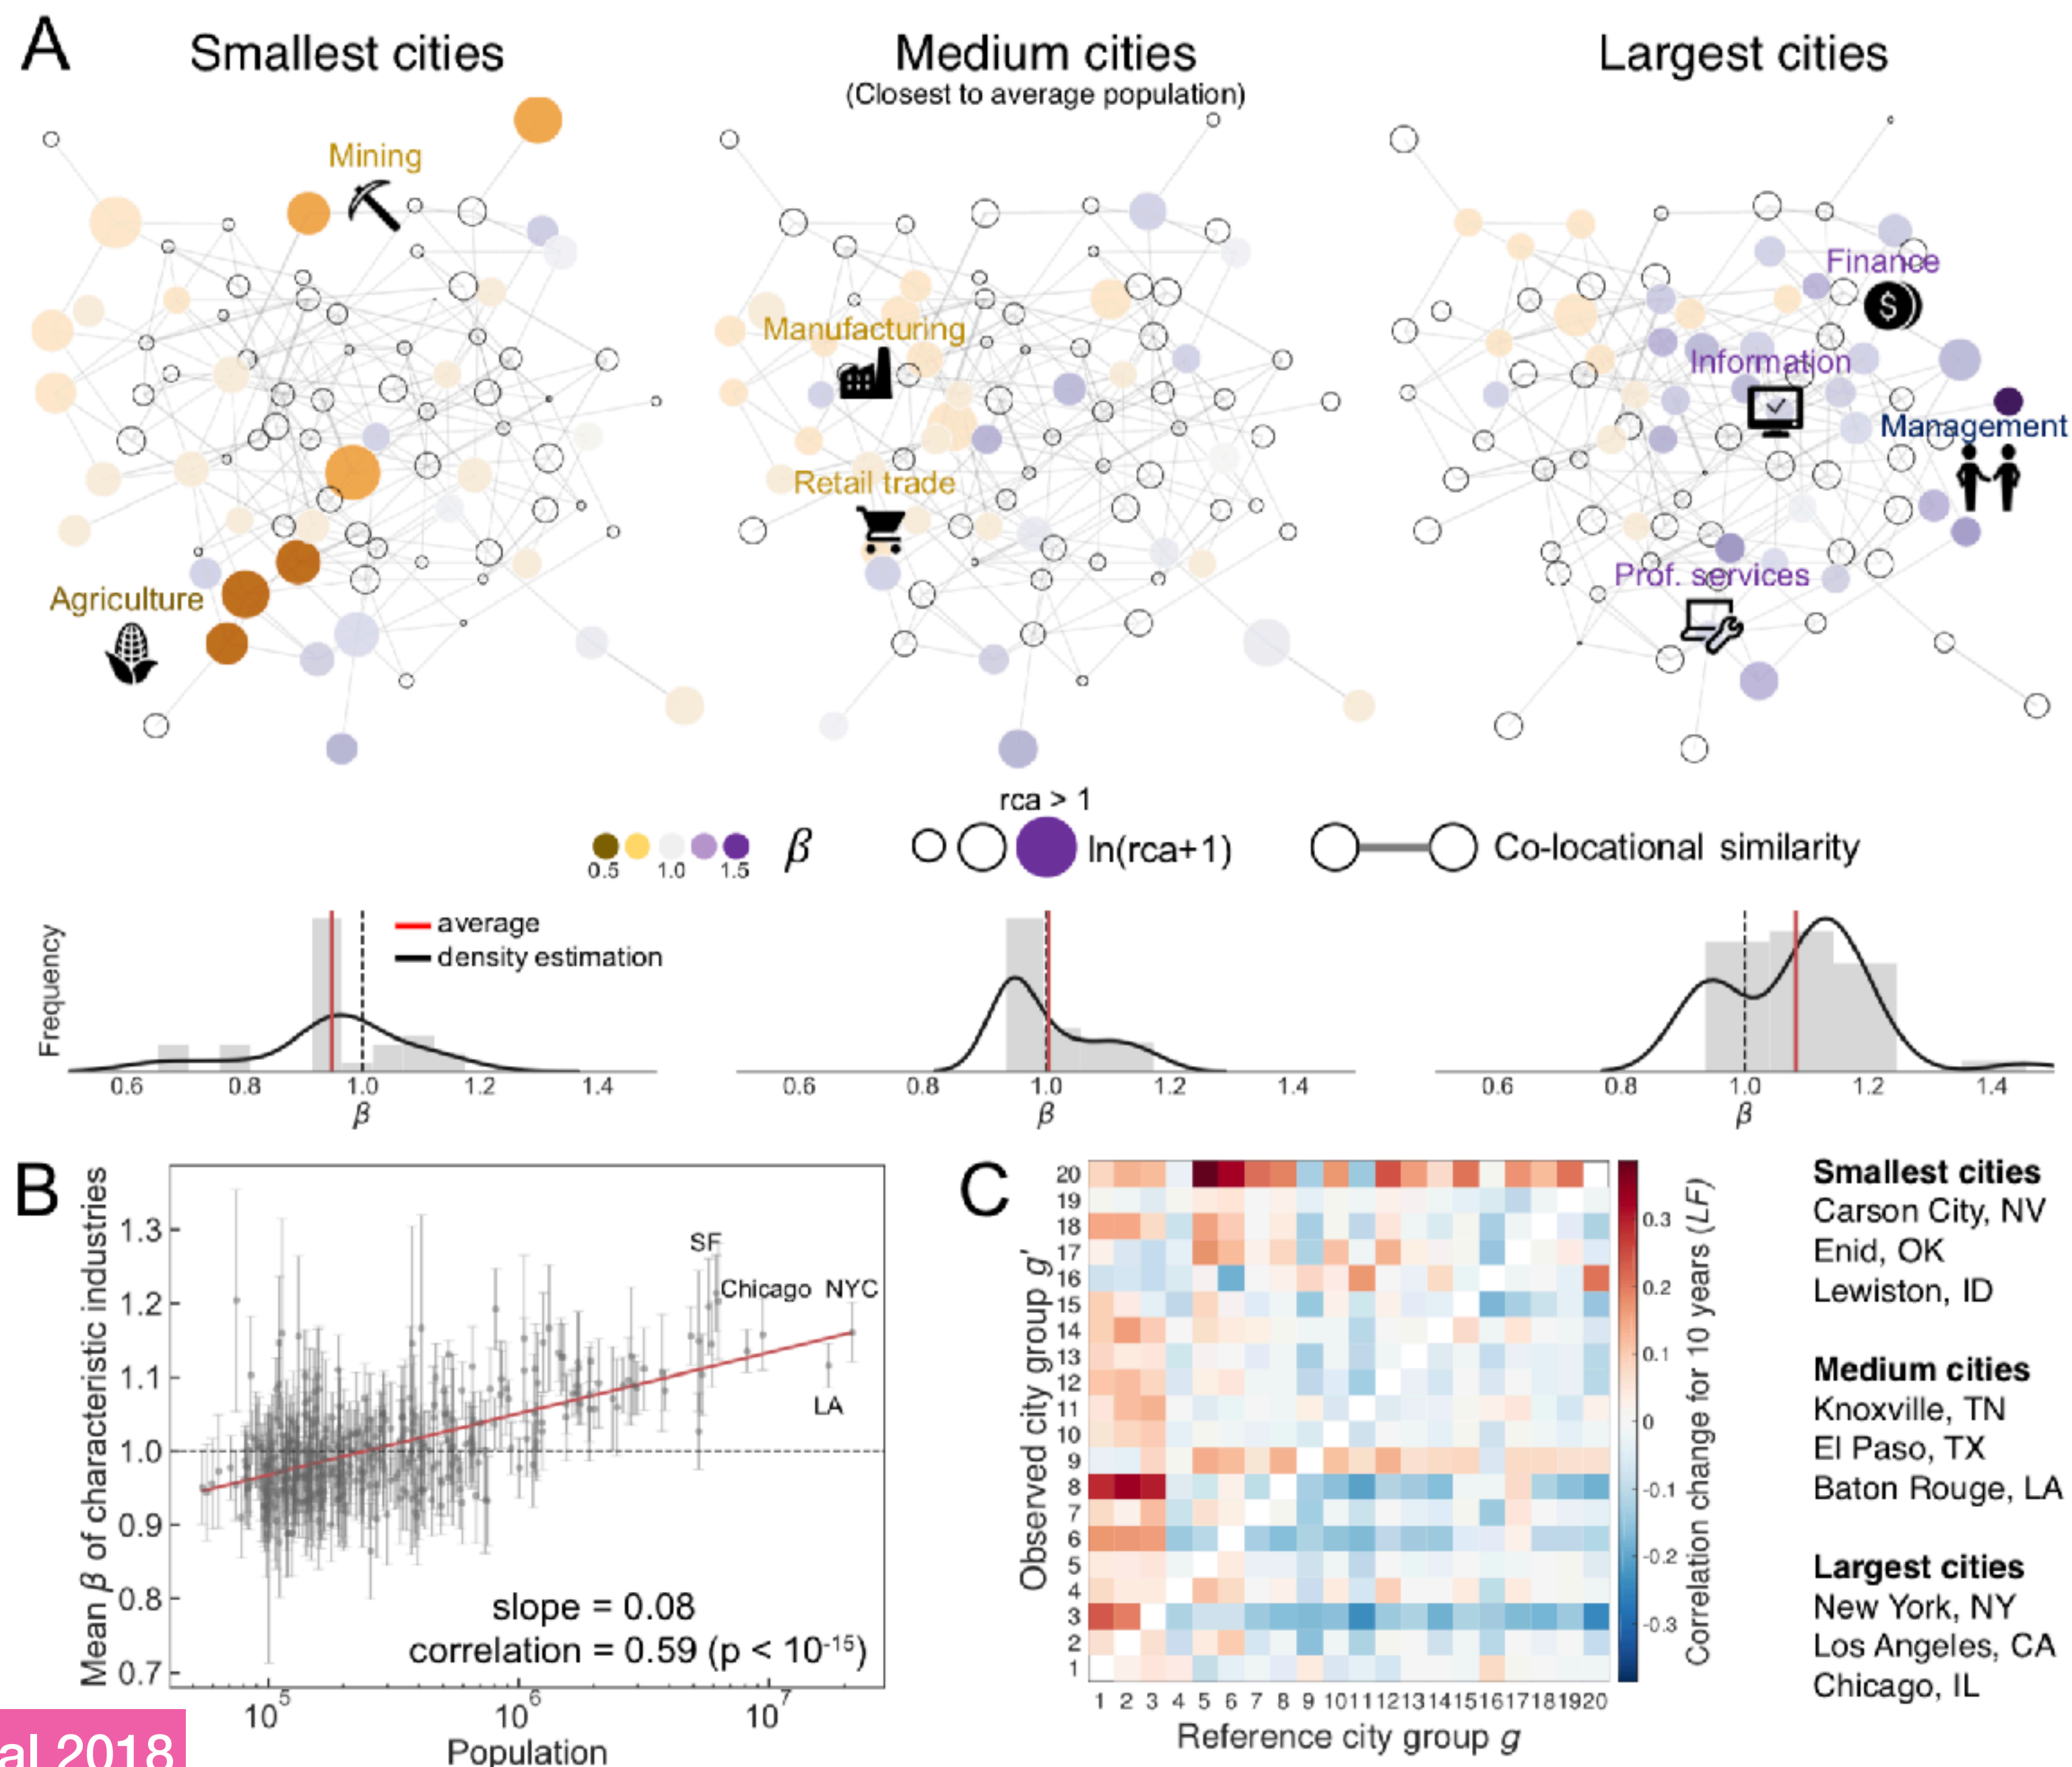 A
Smallest cities
Medium cities
(Closest to average population)
Largest cities
Mining
Agriculture
Manufacturing
Retail trade
Finance
Information
Management
Prof. services
$
0.5 1.0 1.5
β
rca > 1
ln(rca+1)
Co-locational similarity
Frequency
average
density estimation
0.6 0.8 1.0 1.2 1.4
β
0.6 0.8 1.0 1.2 1.4
β
0.6 0.8 1.0 1.2 1.4
β
B
Mean β of characteristic industries
1.3
1.2
1.1
1.0
0.9
0.8
0.7
SF
Chicago NYC
LA
slope = 0.08
correlation = 0.59 (p < 10⁻¹⁵)
10⁵ 10⁶ 10⁷
Population
C
Observed city group g′
20
19
18
17
16
15
14
13
12
11
10
9
8
7
6
5
4
3
2
1
1 2 3 4 5 6 7 8 9 10 11 12 13 14 15 16 17 18 19 20
Reference city group g
0.3
0.2
0.1
0
-0.1
-0.2
-0.3
Correlation change for 10 years (LF)
Smallest cities
Carson City, NV
Enid, OK
Lewiston, ID
Medium cities
Knoxville, TN
El Paso, TX
Baton Rouge, LA
Largest cities
New York, NY
Los Angeles, CA
Chicago, IL
al 2018